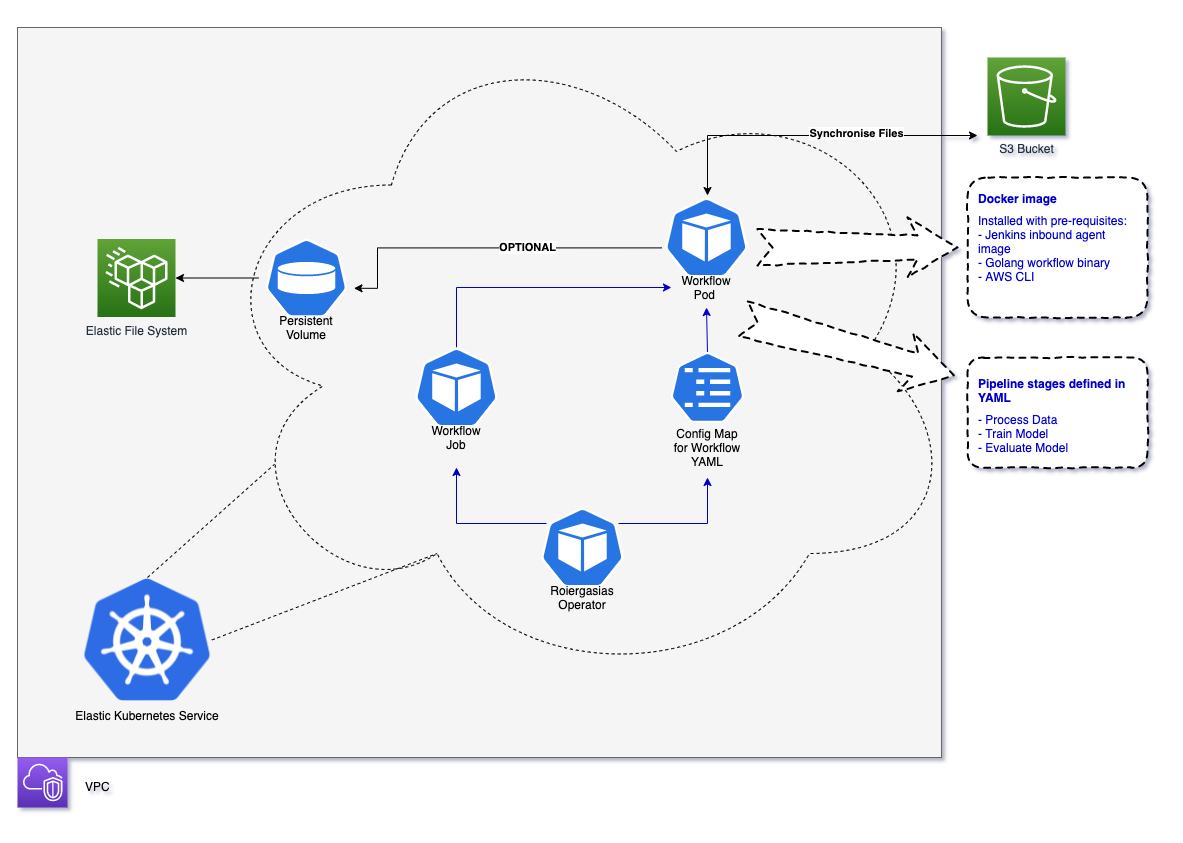 Synchronise Files
S3 Bucket
Docker image
Installed with pre-requisites:
- Jenkins inbound agent
image
- Golang workflow binary
- AWS CLI
OPTIONAL
Workflow
Pod
Elastic File System
Persistent
Volume
Workflow
Job
Config Map
for Workflow
YAML
Pipeline stages defined in
YAML
- Process Data
- Train Model
- Evaluate Model
Roiergasias
Operator
Elastic Kubernetes Service
VPC